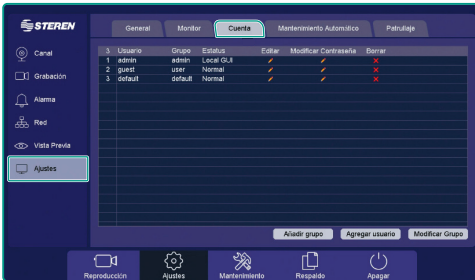 STEREN
General Monitor Cuenta Mantenimiento Automático Patrullaje
Canal
Grabación
Alarma
Red
Vista Previa
Ajustes
3 Usuario Grupo Estatus Editar Modificar Contraseña Borrar
1 admin admin Local GUI
2 guest user Normal
3 default default Normal
Añadir grupo Agregar usuario Modificar Grupo
Reproducción Ajustes Mantenimiento Respaldo Apagar